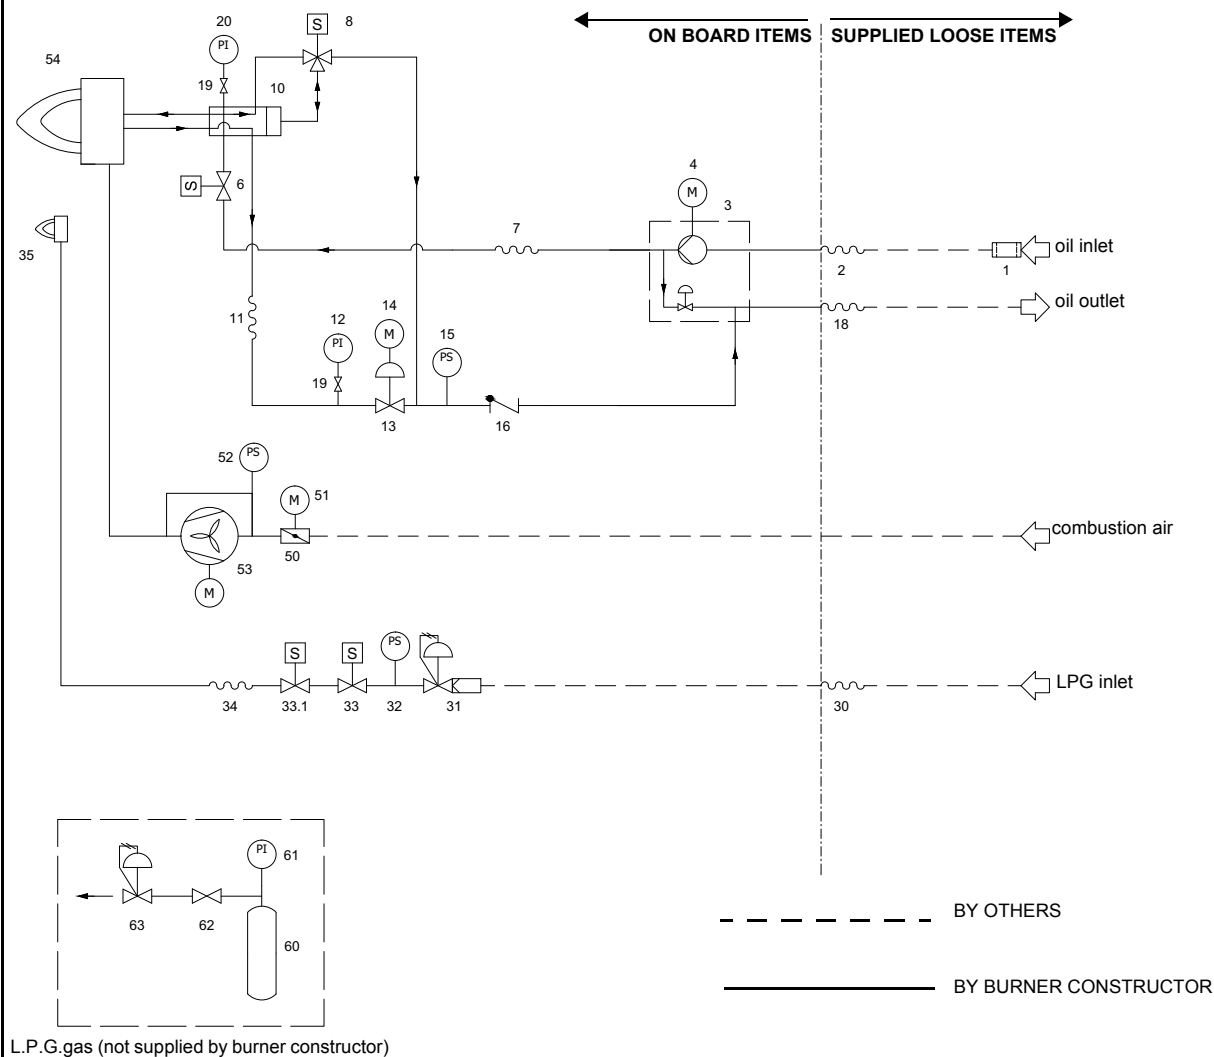 20
8
S
ON BOARD ITEMS
SUPPLIED LOOSE ITEMS
PI
54
19
10
4
S
6
M
3
7
35
oil inlet
2
1
oil outlet
11
12
14
15
18
PI
M
PS
19
13
16
52
PS
M
51
combustion air
50
53
M
S
S
PS
LPG inlet
34
33.1
33
32
31
30
PI
61
63
62
60
BY OTHERS
BY BURNER CONSTRUCTOR
L.P.G.gas (not supplied by burner constructor)